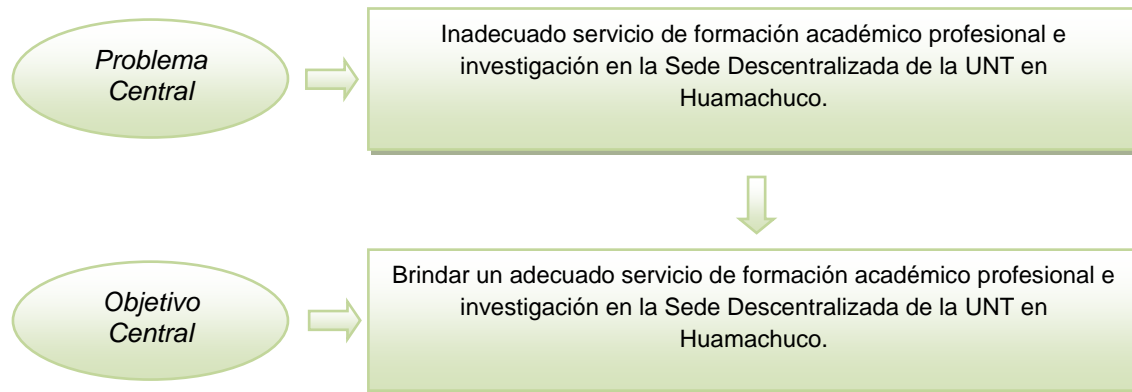 Problema
Central
Inadecuado servicio de formación académico profesional e
investigación en la Sede Descentralizada de la UNT en
Huamachuco.
Objetivo
Central
Brindar un adecuado servicio de formación académico profesional e
investigación en la Sede Descentralizada de la UNT en
Huamachuco.